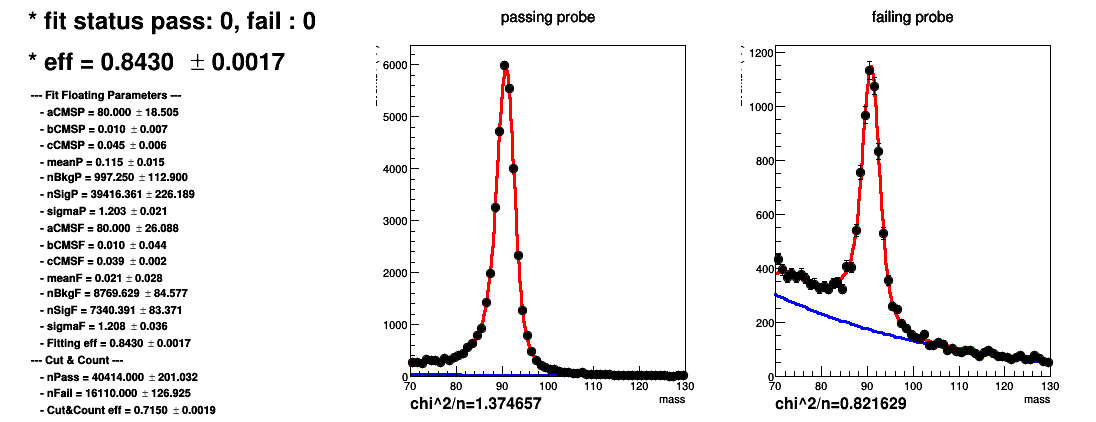 * fit status pass: 0, fail : 0
* eff = 0.8430 ± 0.0017
--- Fit Floating Parameters ---
- aCMSP = 80.000 ± 18.505
- bCMSP = 0.010 ± 0.007
- cCMSP = 0.045 ± 0.006
- meanP = 0.115 ± 0.015
- nBkgP = 997.250 ± 112.900
- nSigP = 39416.361 ± 226.189
- sigmaP = 1.203 ± 0.021
- aCMSF = 80.000 ± 26.088
- bCMSF = 0.010 ± 0.044
- cCMSF = 0.039 ± 0.002
- meanF = 0.021 ± 0.028
- nBkgF = 8769.629 ± 84.577
- nSigF = 7340.391 ± 83.371
- sigmaF = 1.208 ± 0.036
- Fitting eff = 0.8430 ± 0.0017
--- Cut & Count ---
- nPass = 40414.000 ± 201.032
- nFail = 16110.000 ± 126.925
- Cut&Count eff = 0.7150 ± 0.0019
passing probe
6000
5000
4000
3000
2000
1000
0
70 80 90 100 110 120 130
mass
chi^2/n=1.374657
failing probe
1200
1000
800
600
400
200
0
70 80 90 100 110 120 130
mass
chi^2/n=0.821629